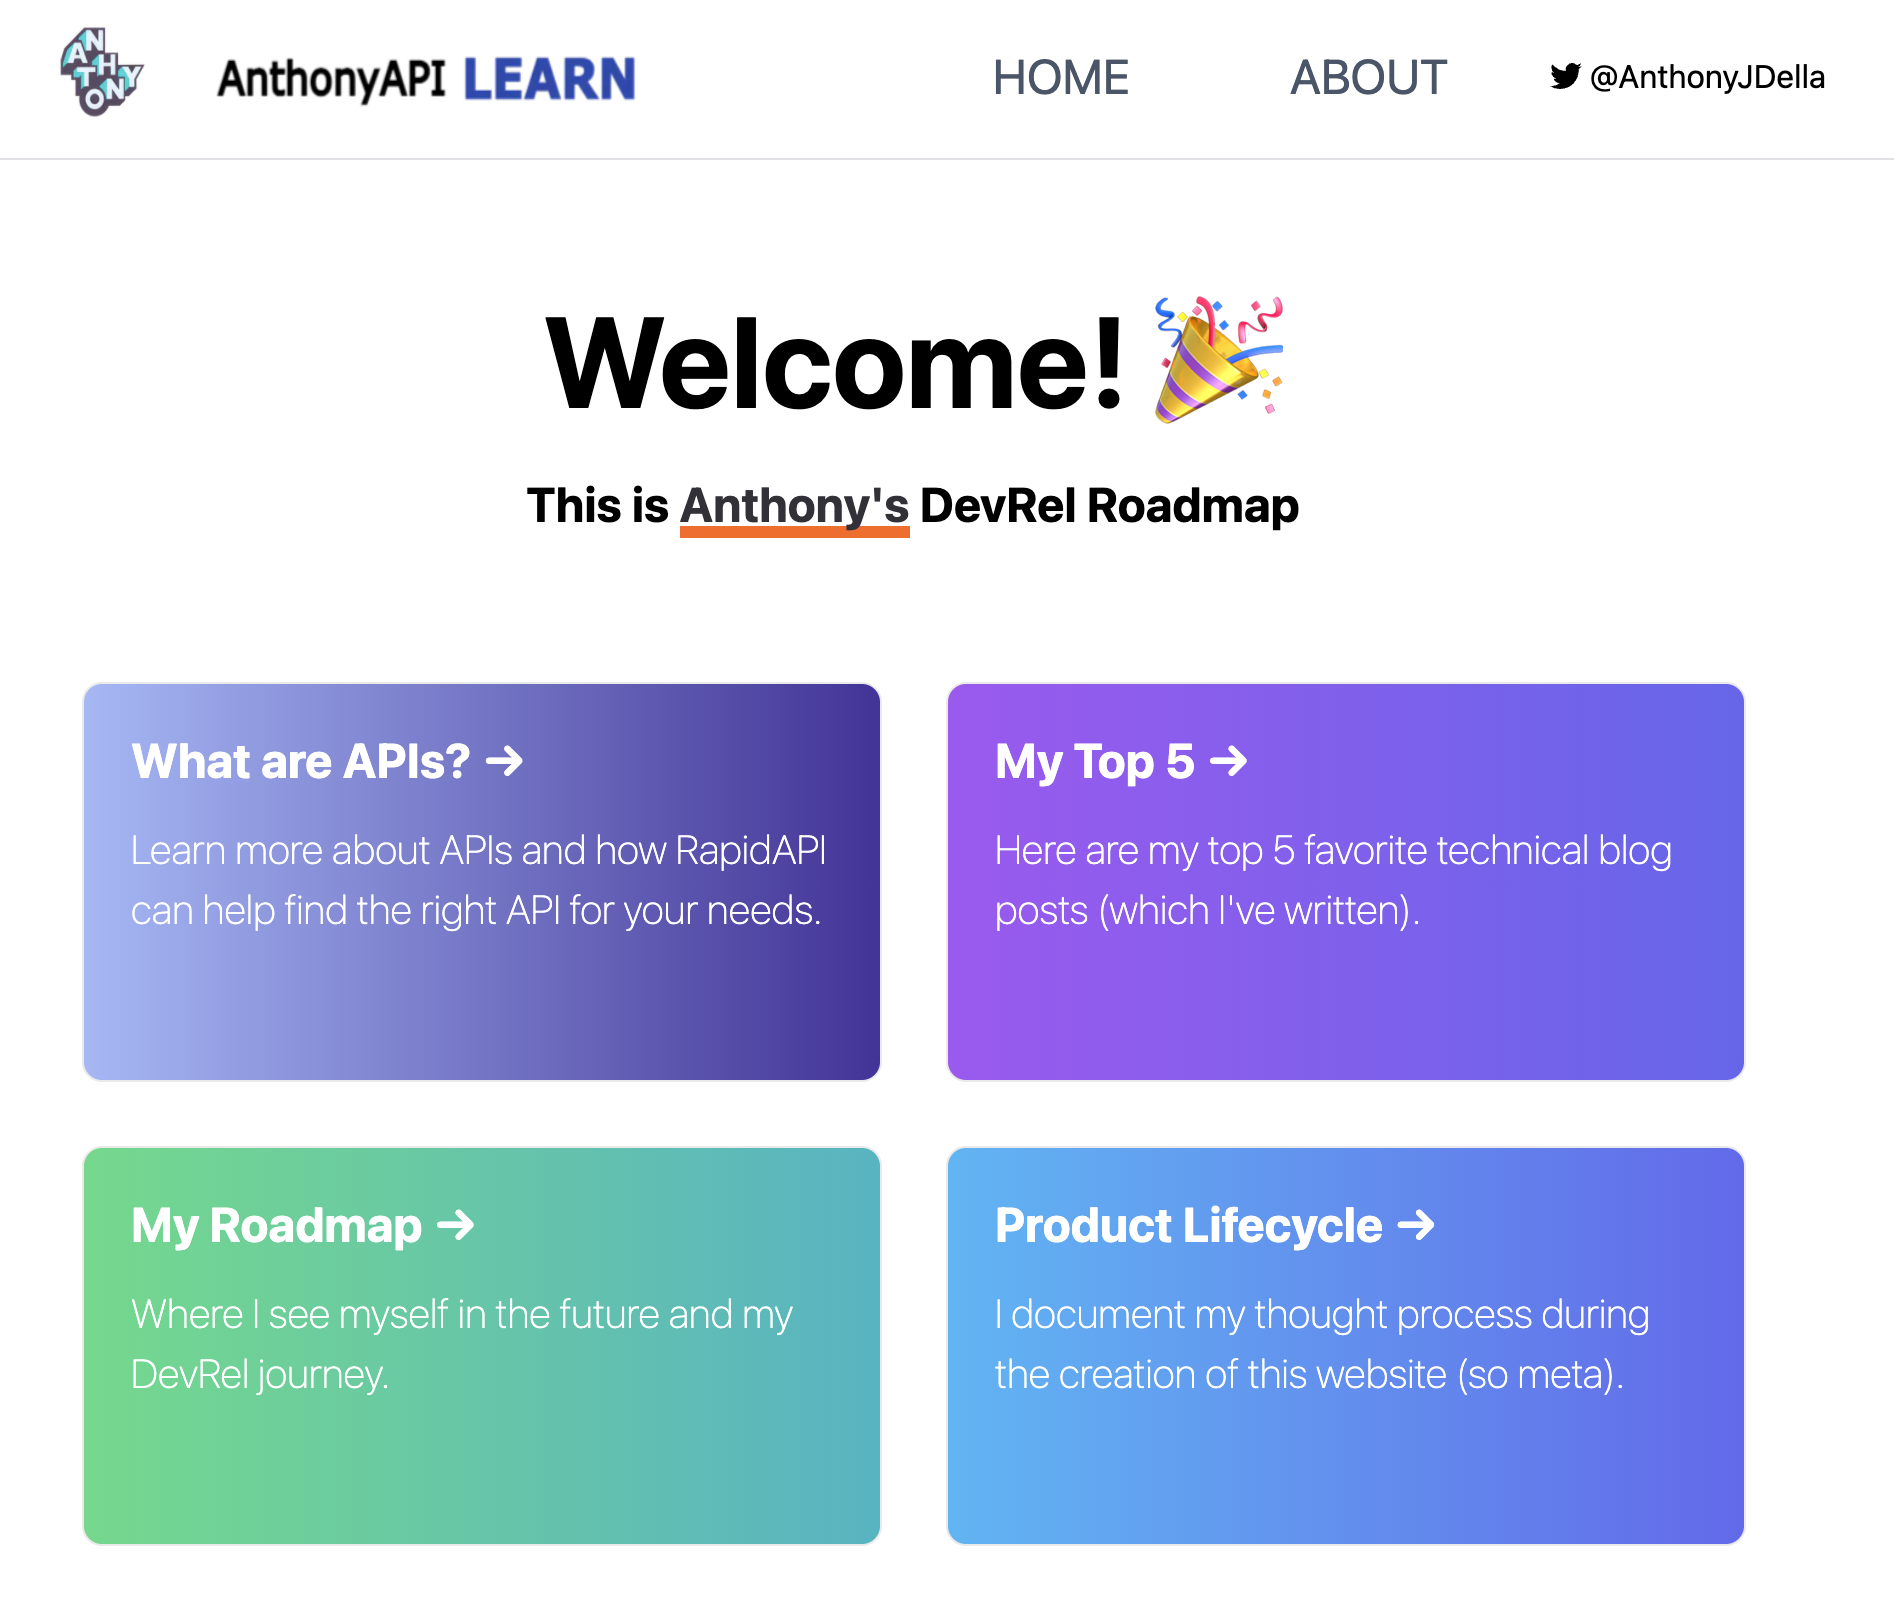 ANTHONY
AnthonyAPI LEARN
HOME
ABOUT
@AnthonyJDella
Welcome!
This is Anthony's DevRel Roadmap
What are APIs? →
Learn more about APIs and how RapidAPI
can help find the right API for your needs.
My Top 5 →
Here are my top 5 favorite technical blog
posts (which I've written).
My Roadmap →
Where I see myself in the future and my
DevRel journey.
Product Lifecycle →
I document my thought process during
the creation of this website (so meta).